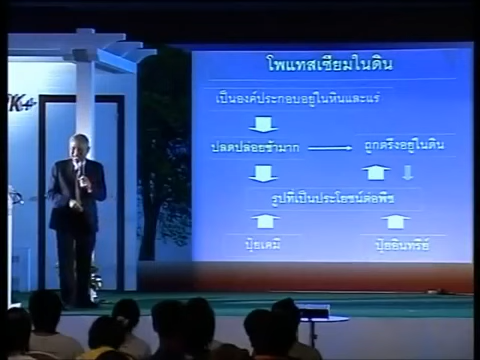 โพแทสเซียมในดิน
เป็นองค์ประกอบอยู่ในหินและแร่
ปลดปล่อยช้ามาก
ถูกตรึงอยู่ในดิน
รูปที่เป็นประโยชน์ต่อพืช
ปุ๋ยเคมี
ปุ๋ยอินทรีย์
K+